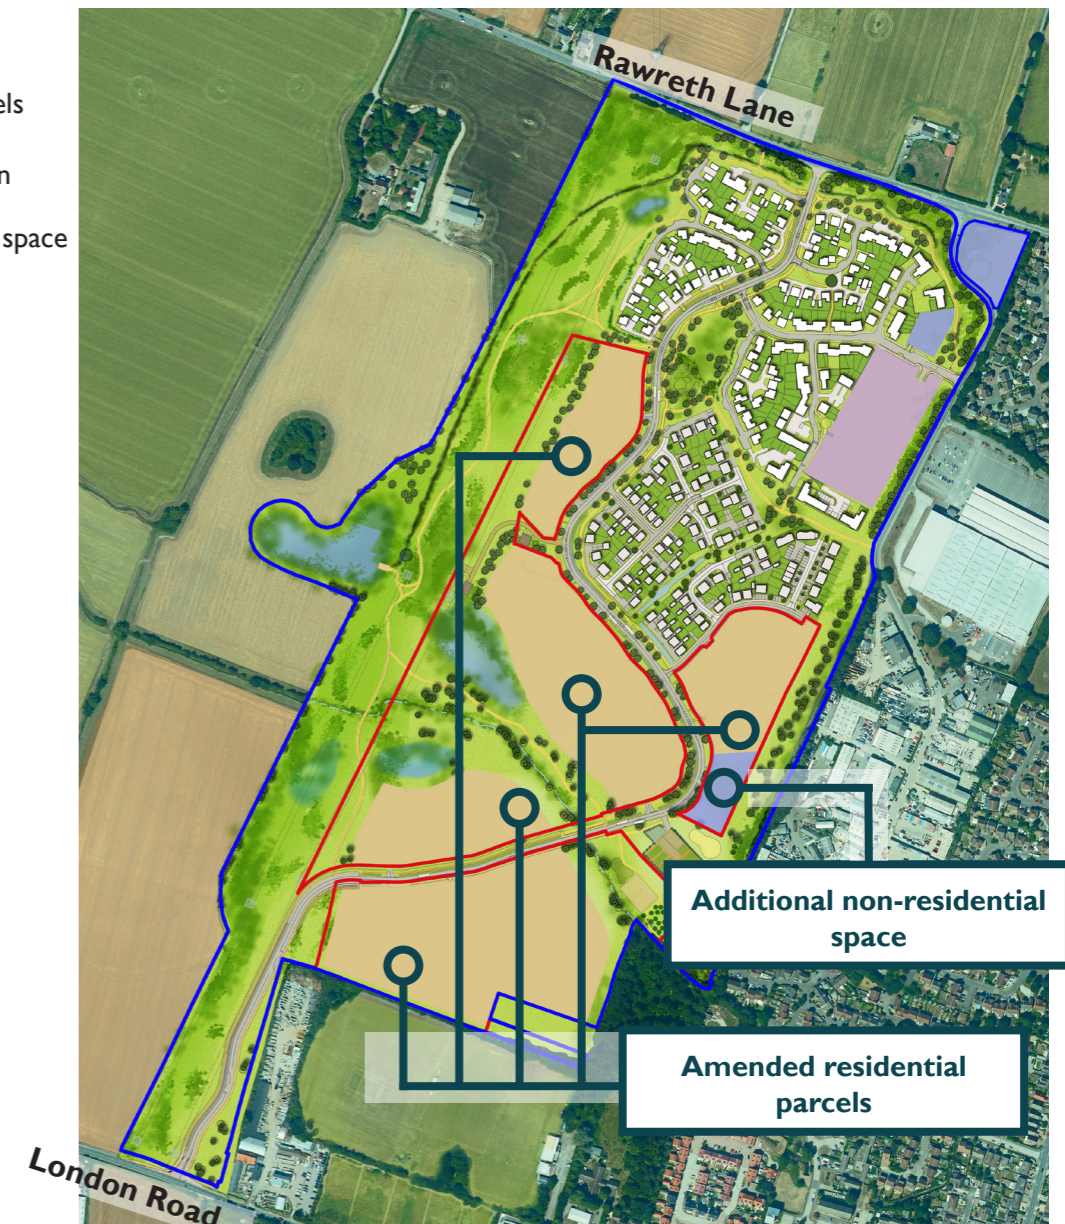 els
n
space
Rawreth Lane
Additional non-residential
space
Amended residential
parcels
London Road